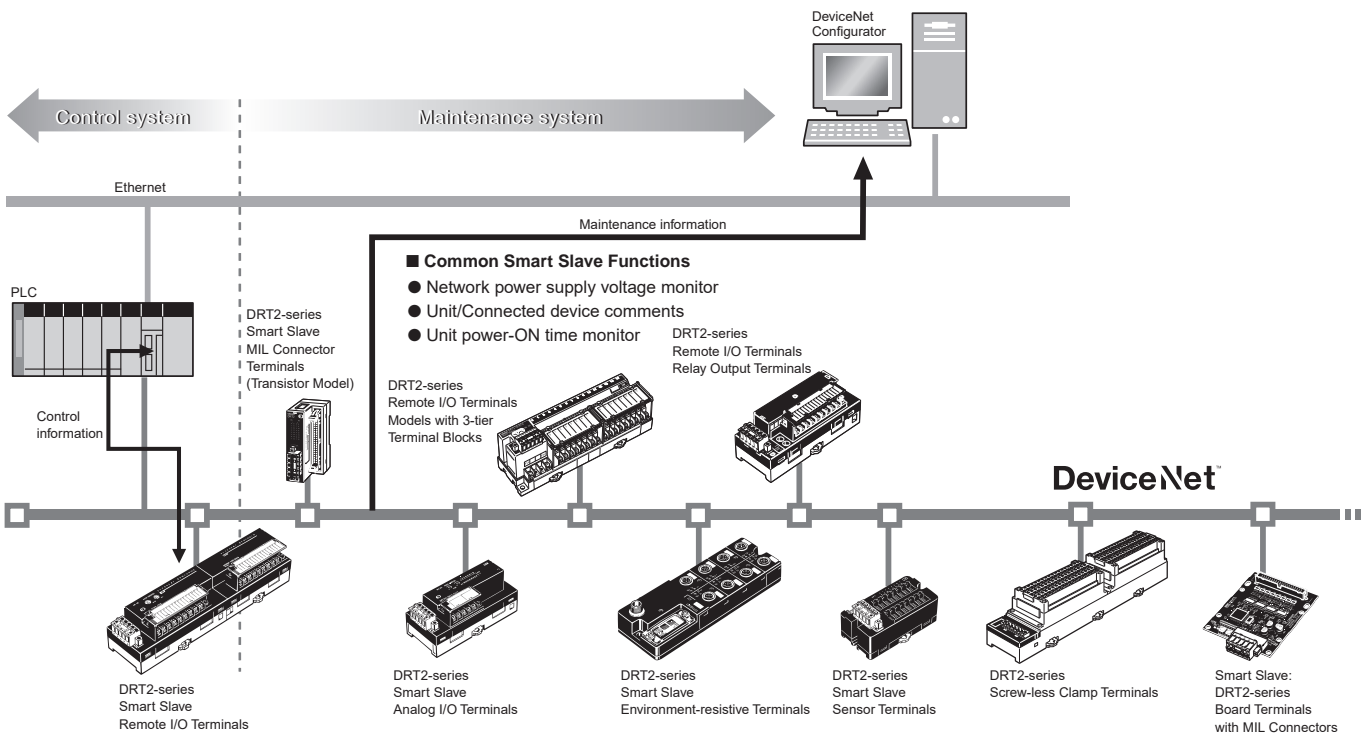 DeviceNet
Configurator
Control system
Maintenance system
Ethernet
Maintenance information
■ Common Smart Slave Functions
● Network power supply voltage monitor
● Unit/Connected device comments
● Unit power-ON time monitor
PLC
DRT2-series
Smart Slave
MIL Connector
Terminals
(Transistor Model)
DRT2-series
Remote I/O Terminals
Relay Output Terminals
DRT2-series
Remote I/O Terminals
Models with 3-tier
Terminal Blocks
Control
information
DeviceNet™
DRT2-series
Smart Slave
Remote I/O Terminals
DRT2-series
Smart Slave
Analog I/O Terminals
DRT2-series
Smart Slave
Environment-resistive Terminals
DRT2-series
Smart Slave
Sensor Terminals
DRT2-series
Screw-less Clamp Terminals
Smart Slave:
DRT2-series
Board Terminals
with MIL Connectors